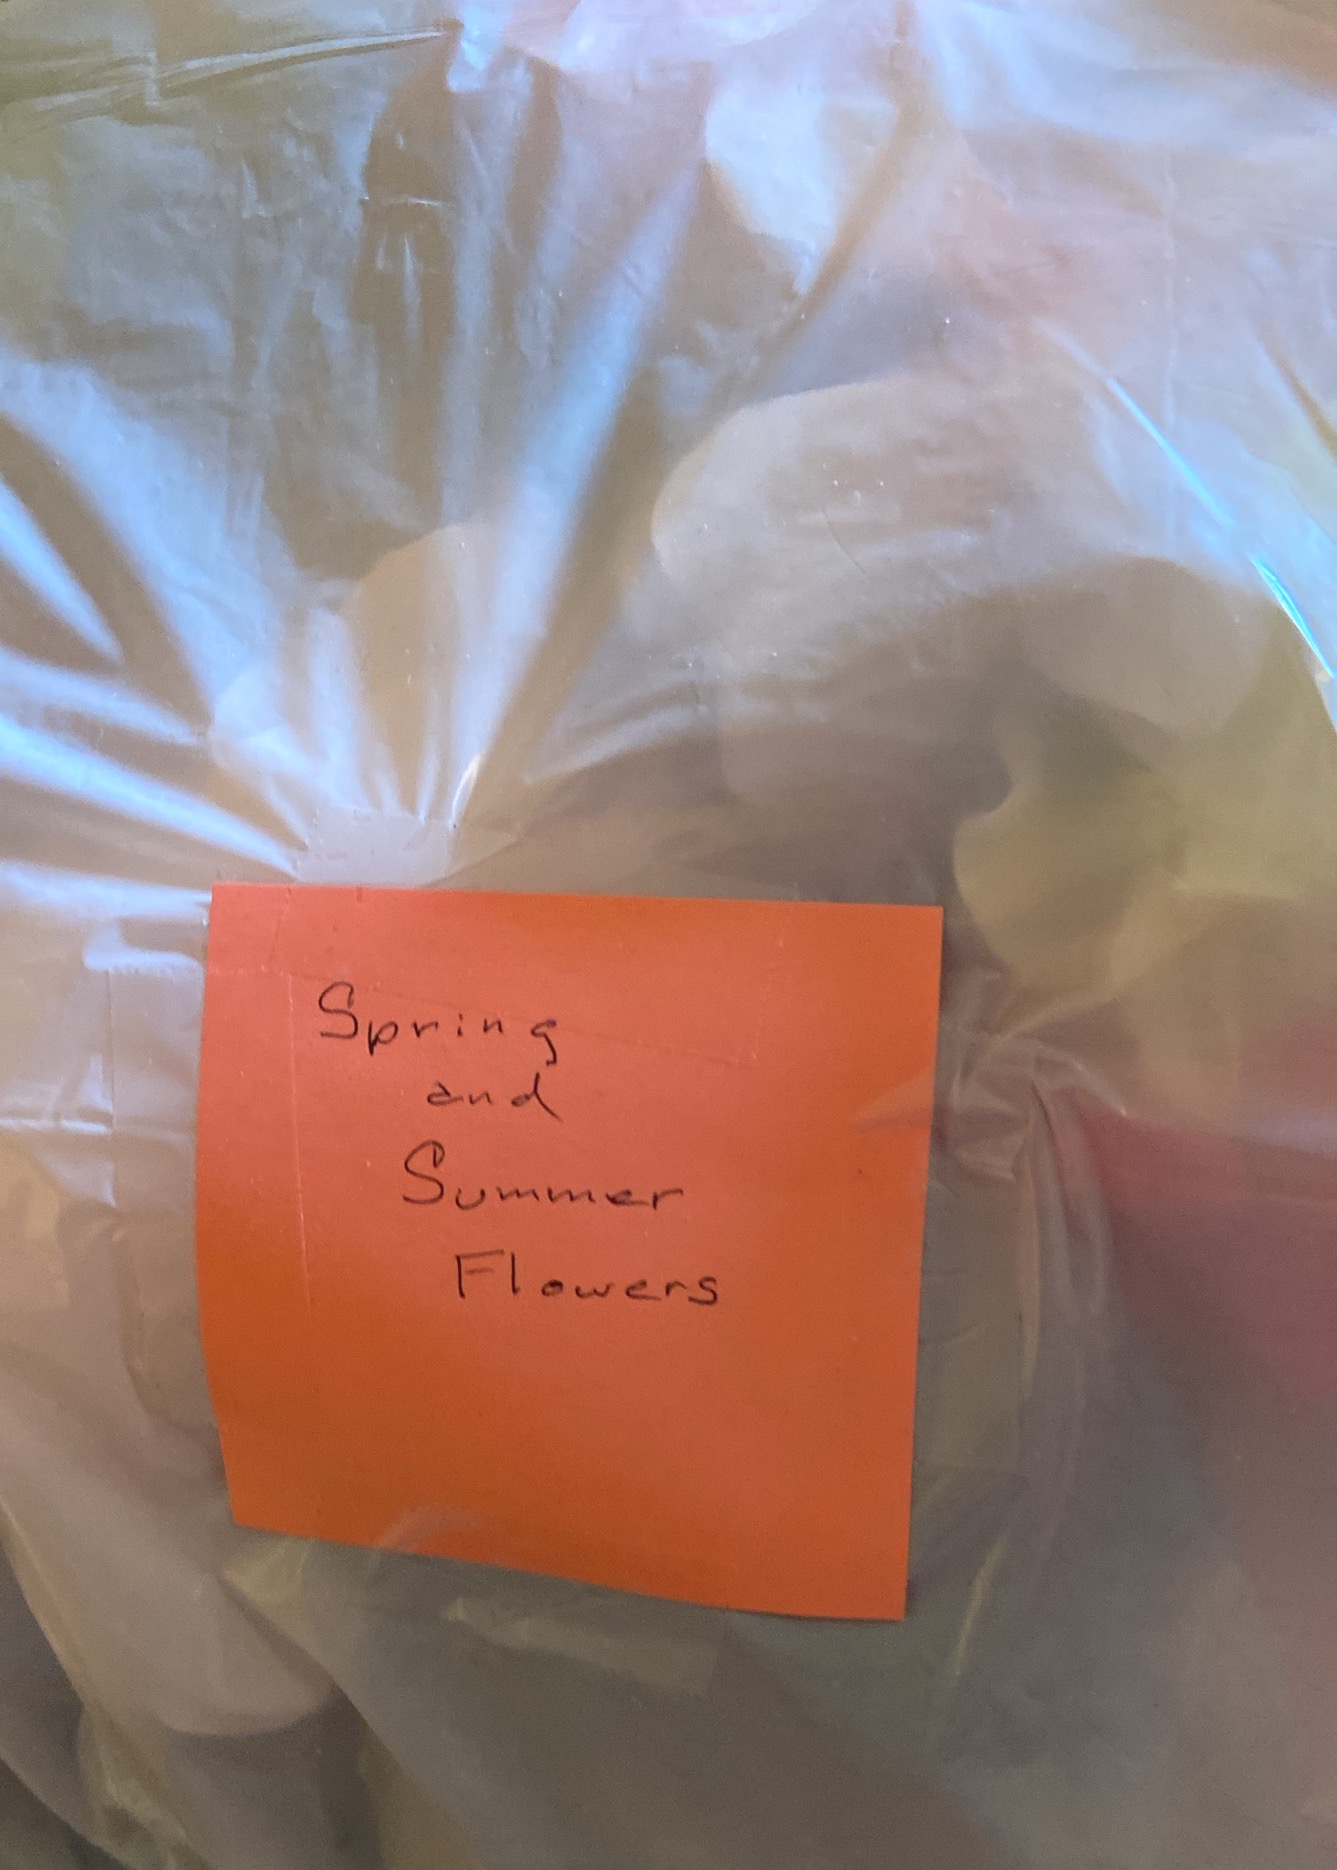 Spring
and
Summer
Flowers